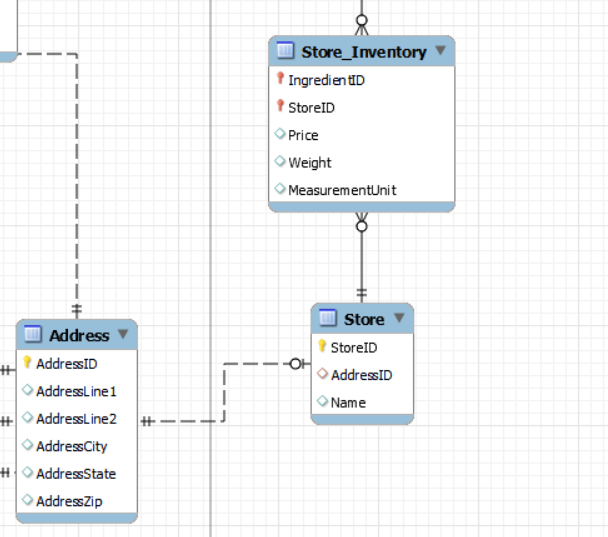 Store_Inventory
IngredientID
StoreID
Price
Weight
MeasurementUnit
Store
StoreID
AddressID
Name
Address
AddressID
AddressLine1
AddressLine2
AddressCity
AddressState
AddressZip